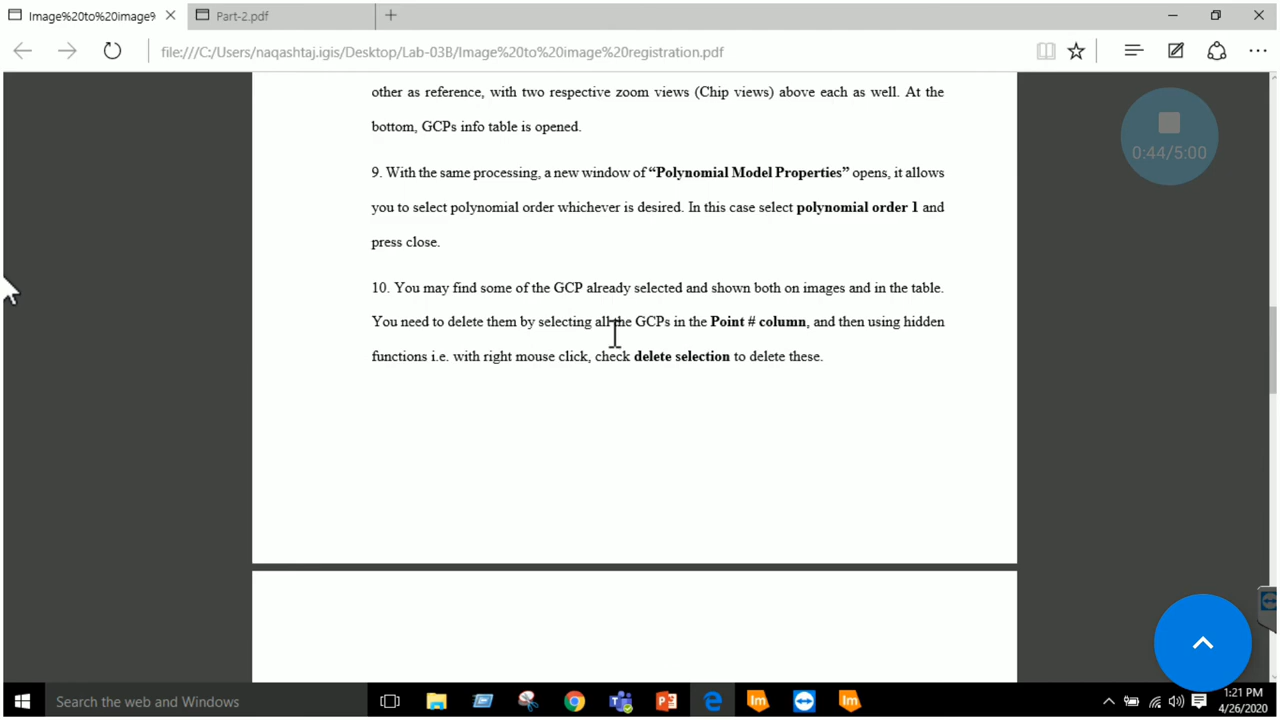 Image%20to%20image9
Part-2.pdf
file:///C:/Users/naqashtaj.igis/Desktop/Lab-03B/Image%20to%20image%20registration.pdf
other as reference, with two respective zoom views (Chip views) above each as well. At the
bottom, GCPs info table is opened.
0:44/5:00
9. With the same processing, a new window of “Polynomial Model Properties” opens, it allows
you to select polynomial order whichever is desired. In this case select polynomial order 1 and
press close.
10. You may find some of the GCP already selected and shown both on images and in the table.
You need to delete them by selecting all the GCPs in the Point # column, and then using hidden
functions i.e. with right mouse click, check delete selection to delete these.
Search the web and Windows
Im
Im
1:21 PM
4/26/2020